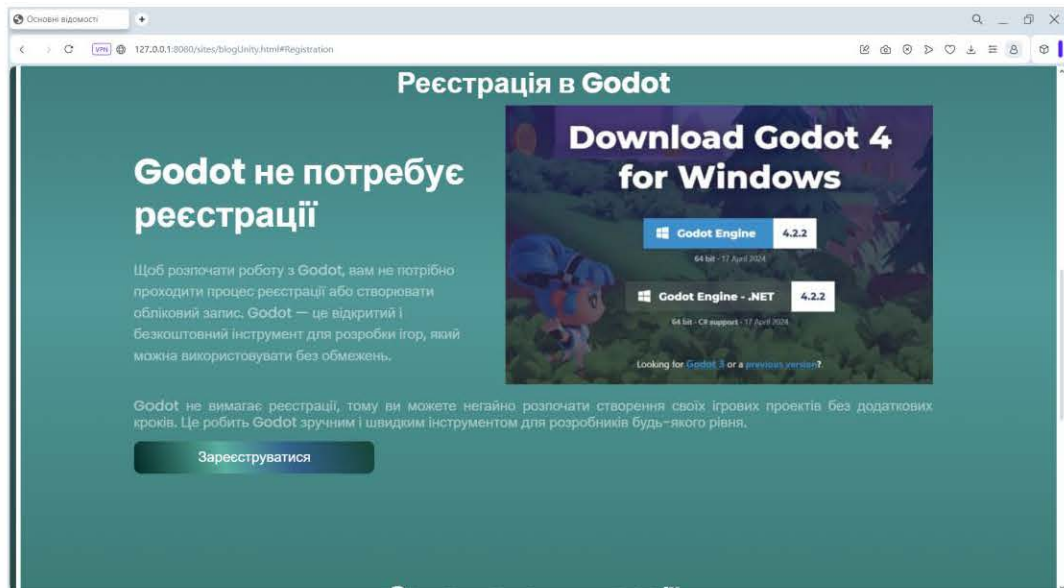 Основні відомості
VPN
127.0.0.1:8080/sites/blogUnity.html#Registration
Реєстрація в Godot
Godot не потребує
реєстрації
Щоб розпочати роботу з Godot, вам не потрібно
проходити процес реєстрації або створювати
обліковий запис. Godot — це відкритий і
безкоштовний інструмент для розробки ігор, який
можна використовувати без обмежень.
Download Godot 4
for Windows
Godot Engine 4.2.2
64 bit · 17 April 2024
Godot Engine - .NET 4.2.2
64 bit · C# support · 17 April 2024
Looking for Godot 3 or a previous version?
Godot не вимагає реєстрації, тому ви можете негайно розпочати створення своїх ігрових проектів без додаткових
кроків. Це робить Godot зручним і швидким інструментом для розробників будь-якого рівня.
Зареєструватися